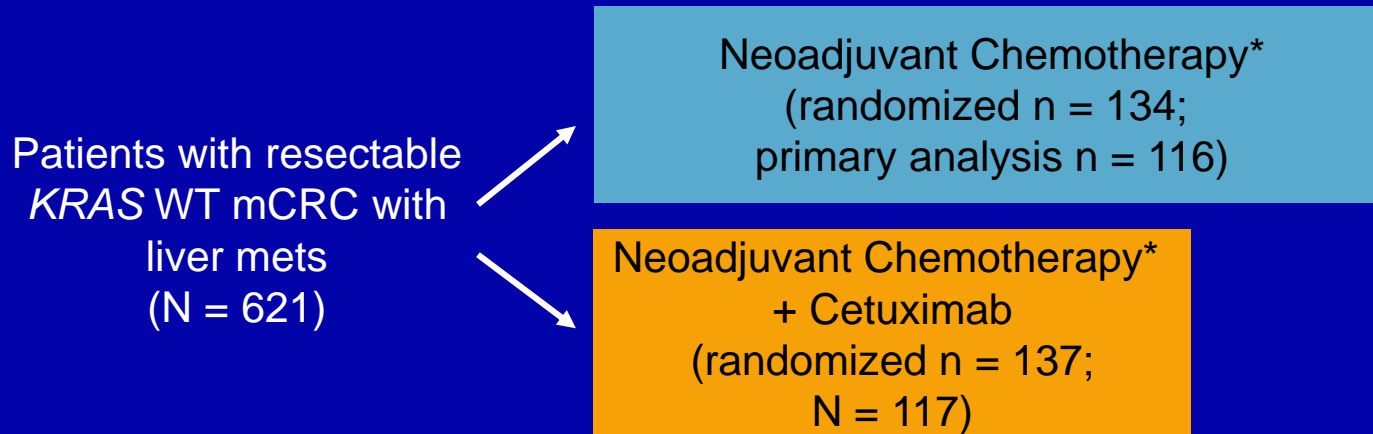 Patients with resectable
KRAS WT mCRC with
liver mets
(N = 621)
Neoadjuvant Chemotherapy*
(randomized n = 134;
primary analysis n = 116)
Neoadjuvant Chemotherapy*
+ Cetuximab
(randomized n = 137;
N = 117)